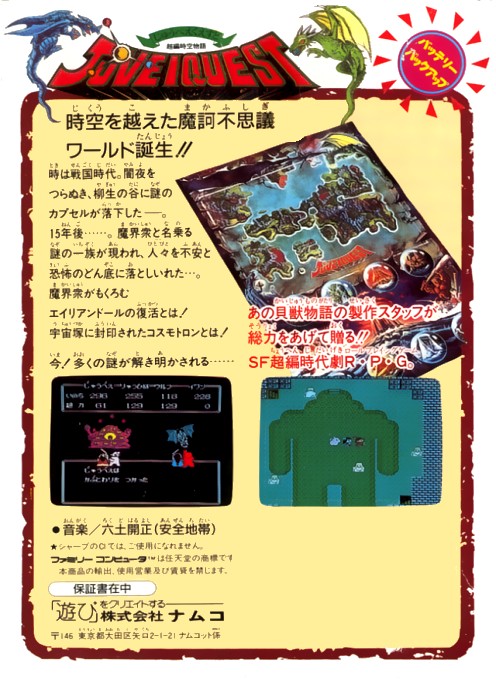 超編時空物語
JUVEIQUEST
バッテリー
バックアップ
時空を越えた魔訶不思議
ワールド誕生!!
時は戦国時代。闇夜を
つらぬき、柳生の谷に謎の
カプセルが落下した──。
15年後……。魔界衆と名乗る
謎の一族が現われ、人々を不安と
恐怖のどん底に落としいれた…。
魔界衆がもくろむ
エイリアンドールの復活とは!
宇宙塚に封印されたコスモトロンとは!
今!多くの謎が解き明かされる……
あの貝獣物語の製作スタッフが
総力をあげて贈る!!
SF超編時代劇R・P・G。
●音楽/六土開正(安全地帯)
★シャープのC1では、ご使用になれません。
ファミリーコンピュータ™は任天堂の商標です
本商品の輸出、使用営業及び賃貸を禁じます。
保証書在中
「遊び」をクリエイトする──
株式会社 ナムコ
〒146 東京都大田区矢口2-1-21 ナムコット係